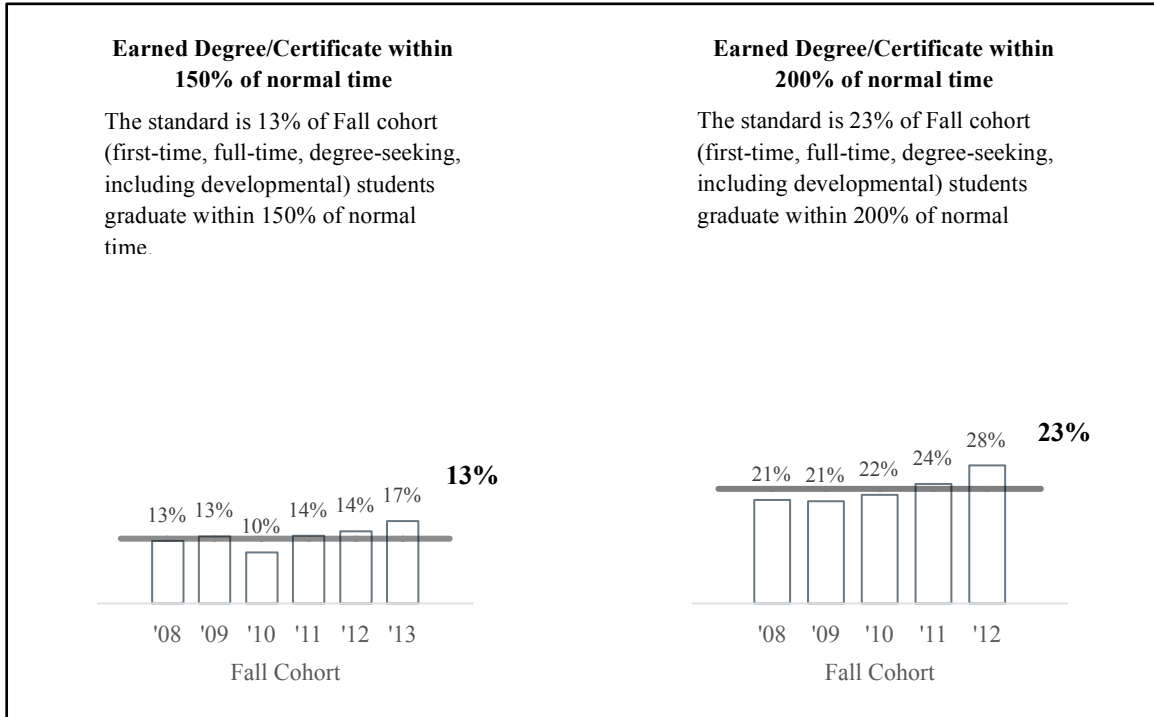 Earned Degree/Certificate within
150% of normal time
The standard is 13% of Fall cohort
(first-time, full-time, degree-seeking,
including developmental) students
graduate within 150% of normal
time.
13%
13% 13% 10% 14% 14% 17%
'08 '09 '10 '11 '12 '13
Fall Cohort
Earned Degree/Certificate within
200% of normal time
The standard is 23% of Fall cohort
(first-time, full-time, degree-seeking,
including developmental) students
graduate within 200% of normal
23%
21% 21% 22% 24% 28%
'08 '09 '10 '11 '12
Fall Cohort